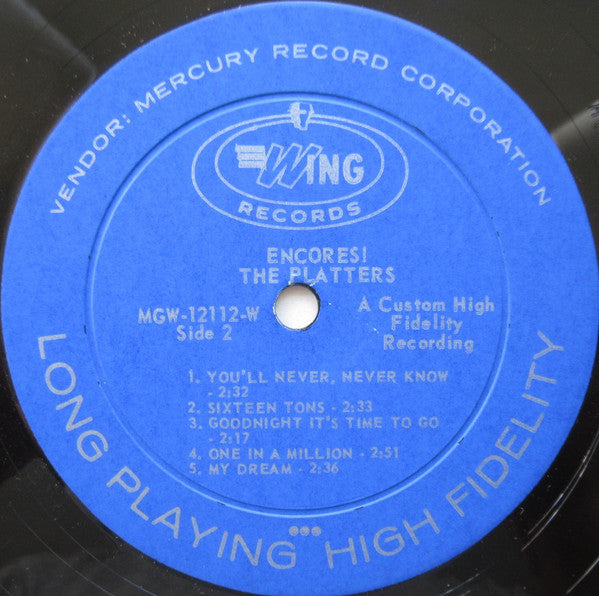 VENDOR: MERCURY RECORD CORPORATION
WING
RECORDS
ENCORES!
THE PLATTERS
MGW-12112-W
Side 2
A Custom High
Fidelity
Recording
1. YOU'LL NEVER, NEVER KNOW
- 2:32
2. SIXTEEN TONS - 2:33
3. GOODNIGHT IT'S TIME TO GO
- 2:17
4. ONE IN A MILLION - 2:51
5. MY DREAM - 2:36
LONG PLAYING HIGH FIDELITY